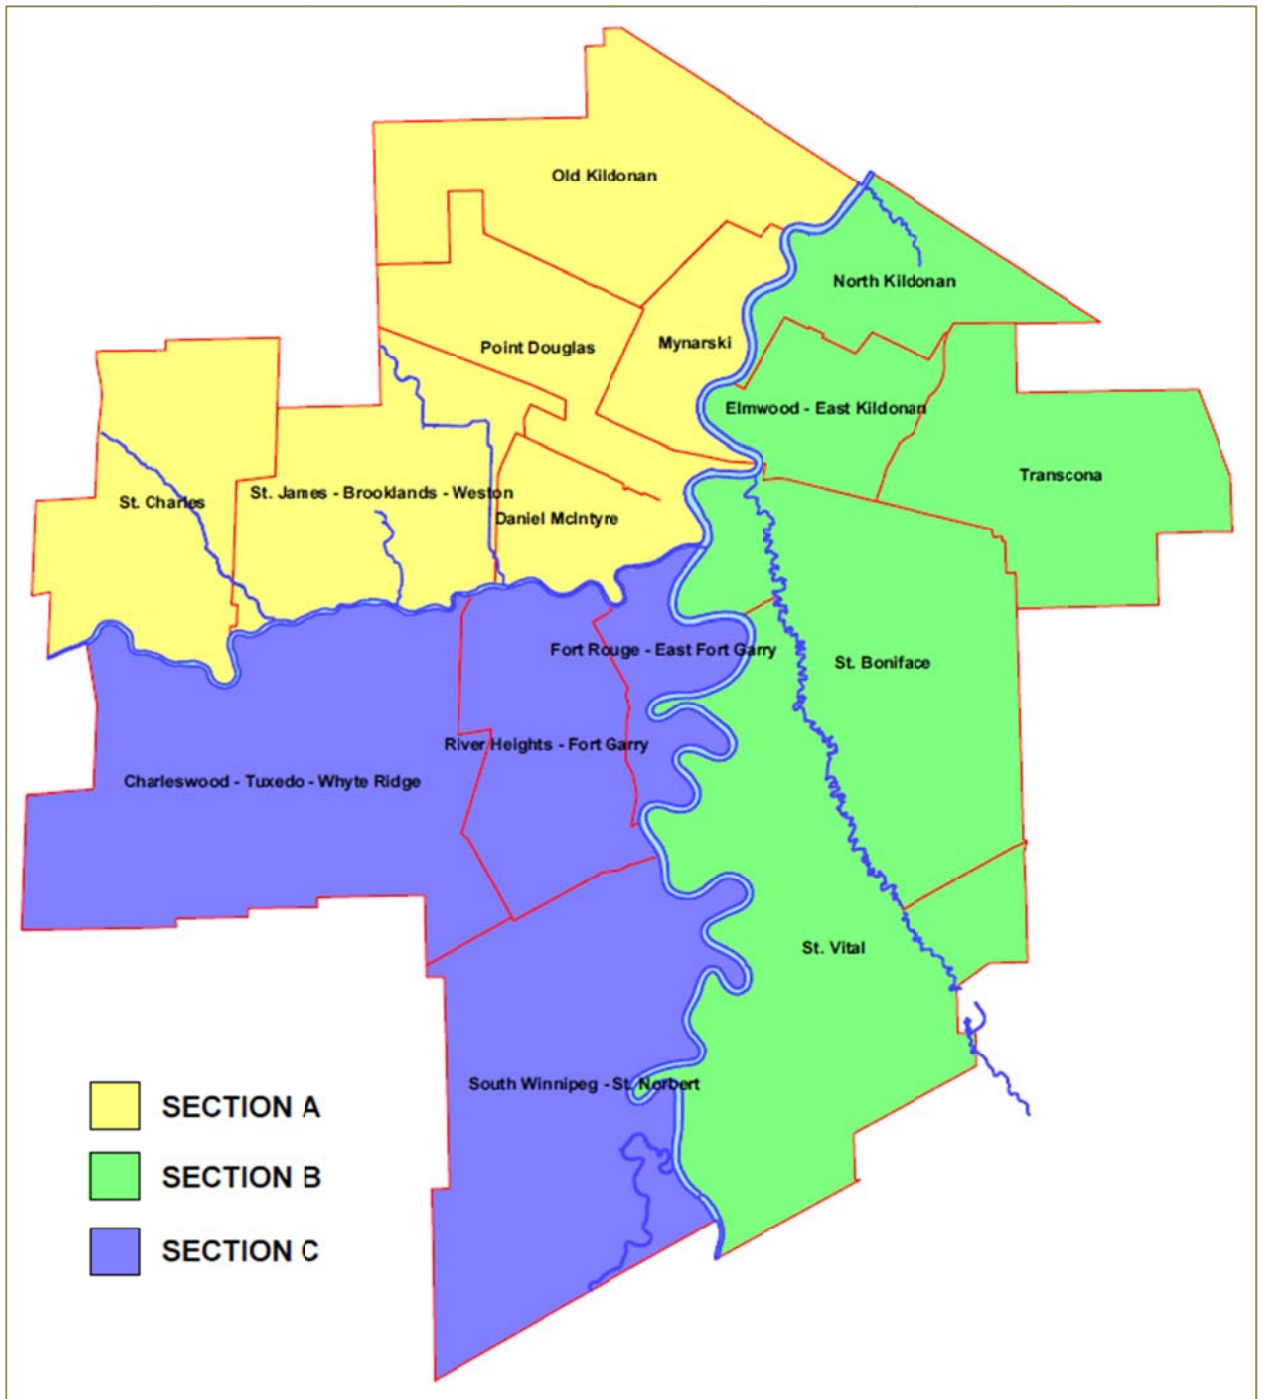 Old Kildonan
North Kildonan
Point Douglas
Mynarski
Elmwood - East Kildonan
Transcona
St. Charles
St. James - Brooklands - Weston
Daniel McIntyre
Fort Rouge - East Fort Garry
St. Boniface
River Heights - Fort Garry
Charleswood - Tuxedo - Whyte Ridge
St. Vital
South Winnipeg - St. Norbert
SECTION A
SECTION B
SECTION C